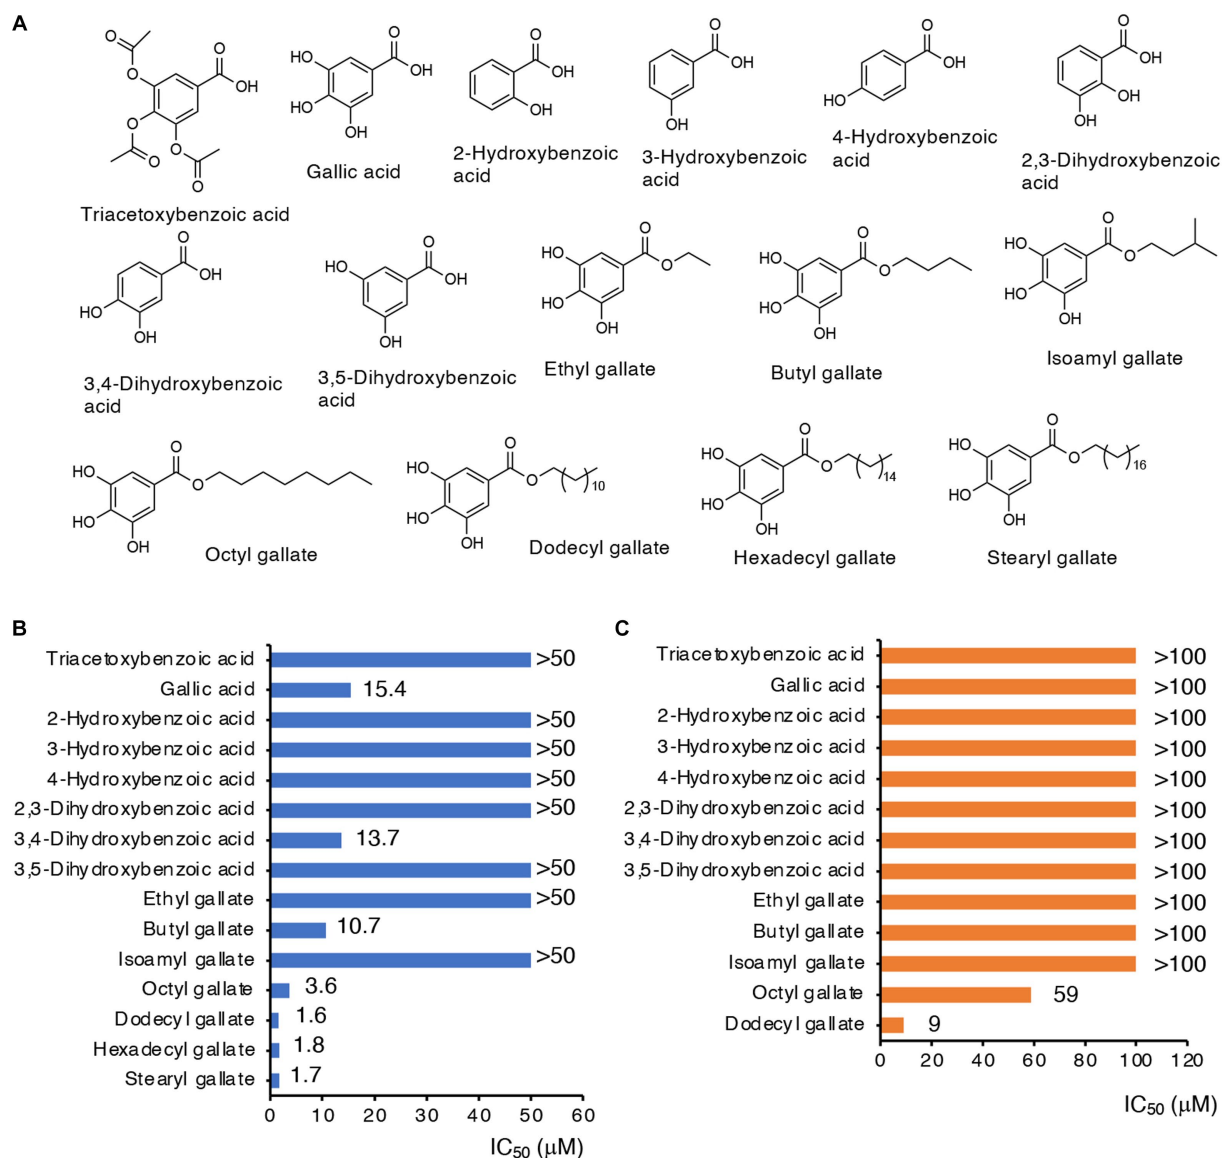 A
Triacetoxybenzoic acid
Gallic acid
2-Hydroxybenzoic
acid
3-Hydroxybenzoic
acid
4-Hydroxybenzoic
acid
2,3-Dihydroxybenzoic
acid
3,4-Dihydroxybenzoic
acid
3,5-Dihydroxybenzoic
acid
Ethyl gallate
Butyl gallate
Isoamyl gallate
Octyl gallate
10
Dodecyl gallate
14
Hexadecyl gallate
16
Stearyl gallate
B
Triacetoxybenzoic acid >50
Gallic acid 15.4
2-Hydroxybenzoic acid >50
3-Hydroxybenzoic acid >50
4-Hydroxybenzoic acid >50
2,3-Dihydroxybenzoic acid >50
3,4-Dihydroxybenzoic acid 13.7
3,5-Dihydroxybenzoic acid >50
Ethyl gallate >50
Butyl gallate 10.7
Isoamyl gallate >50
Octyl gallate 3.6
Dodecyl gallate 1.6
Hexadecyl gallate 1.8
Stearyl gallate 1.7
0 10 20 30 40 50 60
IC50 (μM)
C
Triacetoxybenzoic acid >100
Gallic acid >100
2-Hydroxybenzoic acid >100
3-Hydroxybenzoic acid >100
4-Hydroxybenzoic acid >100
2,3-Dihydroxybenzoic acid >100
3,4-Dihydroxybenzoic acid >100
3,5-Dihydroxybenzoic acid >100
Ethyl gallate >100
Butyl gallate >100
Isoamyl gallate >100
Octyl gallate 59
Dodecyl gallate 9
0 20 40 60 80 100 120
IC50 (μM)